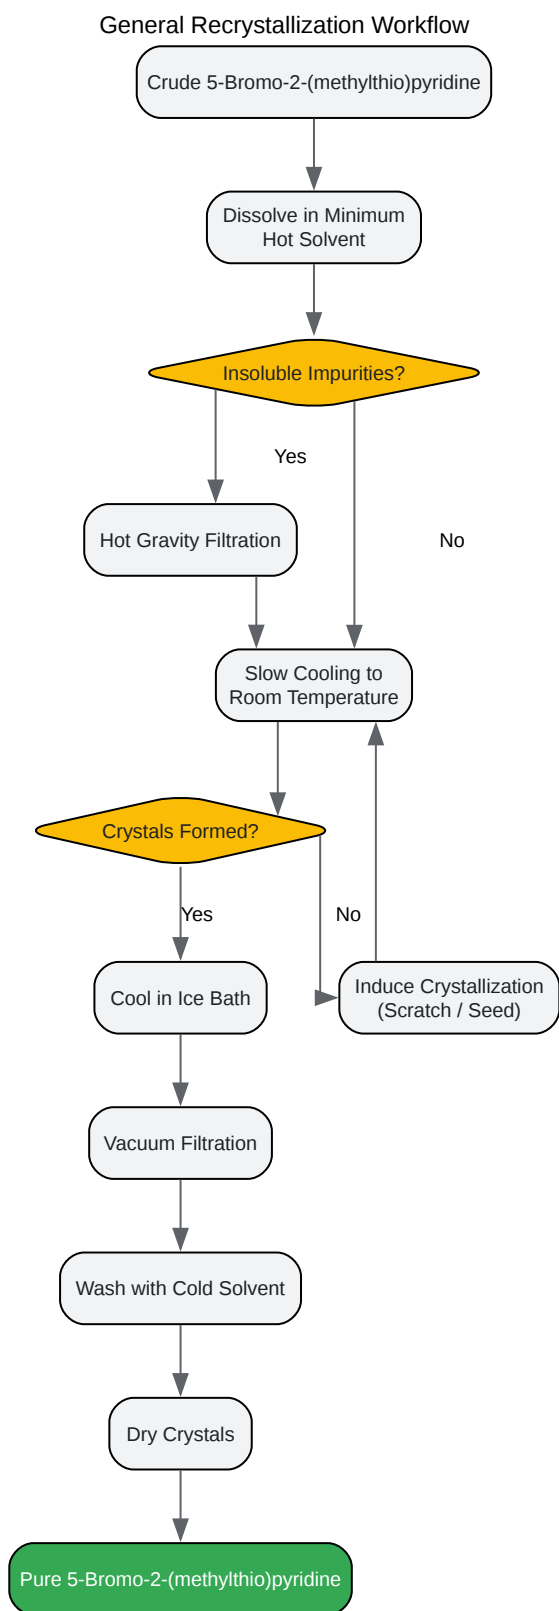 General Recrystallization Workflow
Crude 5-Bromo-2-(methylthio)pyridine
Dissolve in Minimum
Hot Solvent
Insoluble Impurities?
Yes
Hot Gravity Filtration
No
Slow Cooling to
Room Temperature
Crystals Formed?
Yes
No
Cool in Ice Bath
Induce Crystallization
(Scratch / Seed)
Vacuum Filtration
Wash with Cold Solvent
Dry Crystals
Pure 5-Bromo-2-(methylthio)pyridine